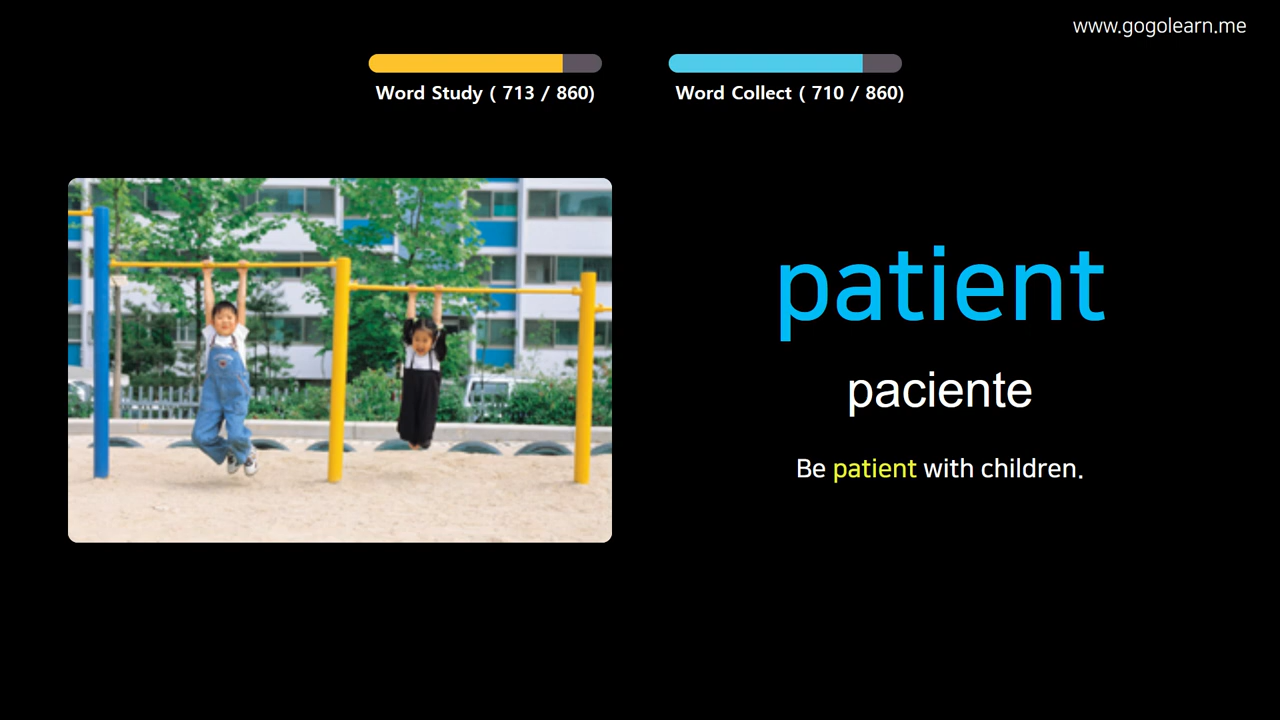 www.gogolearn.me
Word Study ( 713 / 860)
Word Collect ( 710 / 860)
patient
paciente
Be patient with children.